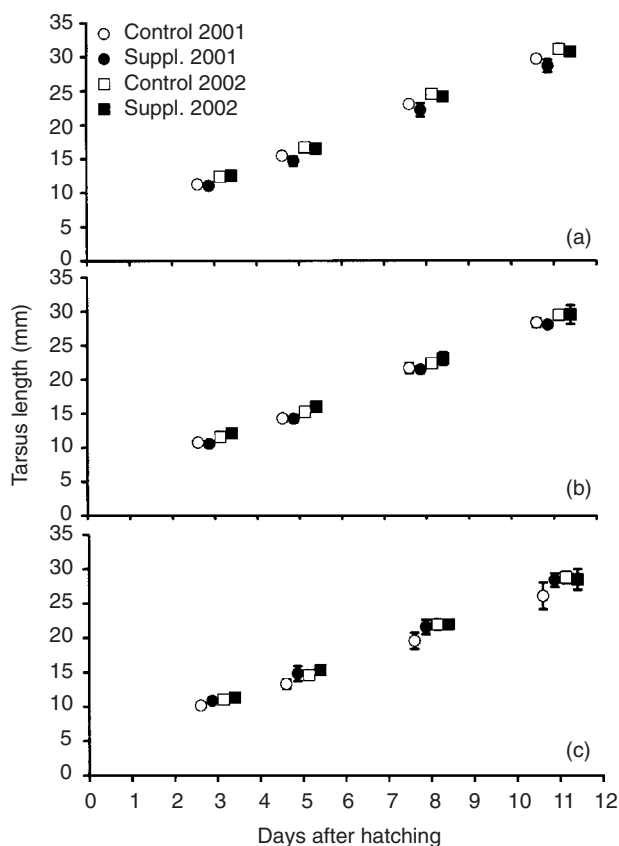 Control 2001
Suppl. 2001
Control 2002
Suppl. 2002
35
30
25
20
15
10
5
0
(a)
35
30
25
20
15
10
5
0
(b)
Tarsus length (mm)
35
30
25
20
15
10
5
0
(c)
0 1 2 3 4 5 6 7 8 9 10 11 12
Days after hatching